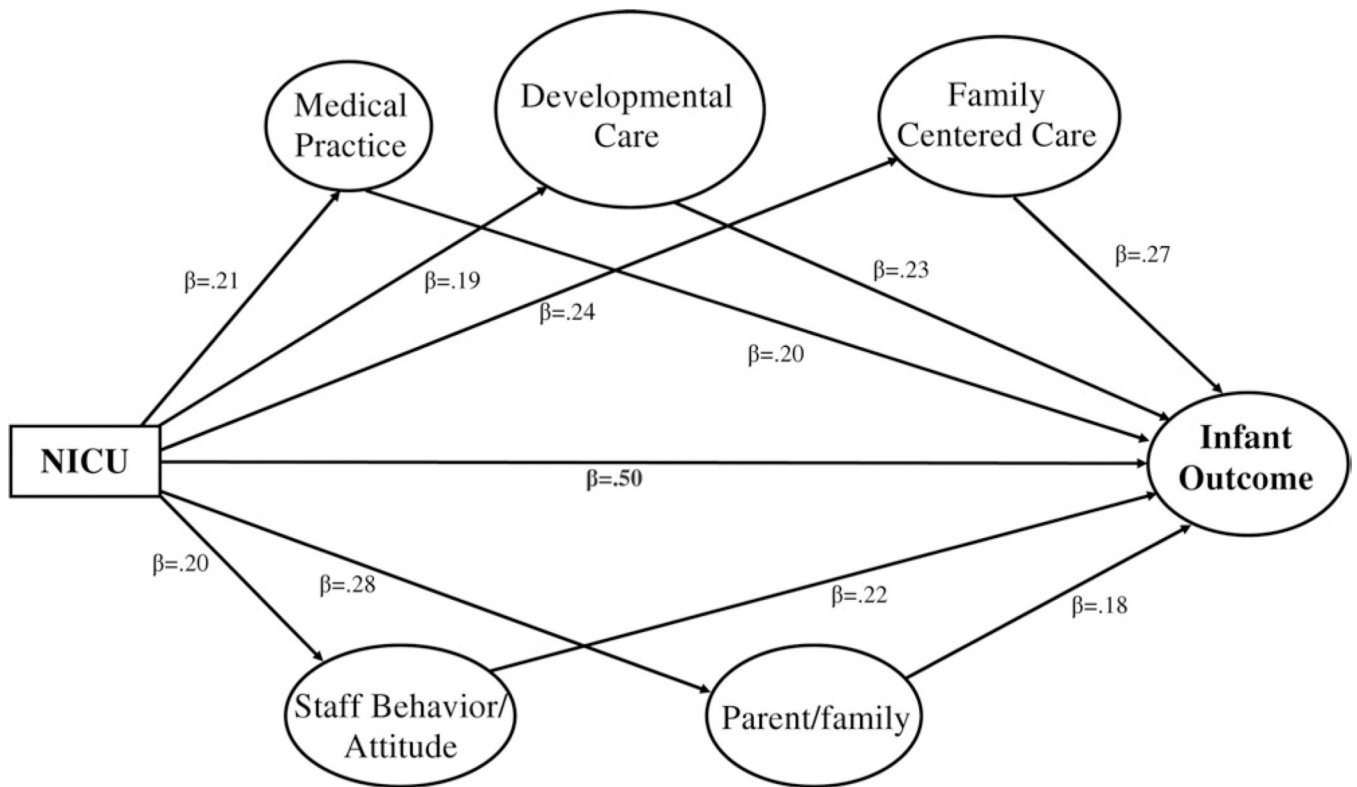 Medical
Practice
Developmental
Care
Family
Centered Care
β=.21
β=.19
β=.24
β=.23
β=.27
β=.20
NICU
β=.50
Infant
Outcome
β=.20
β=.28
β=.22
β=.18
Staff Behavior/
Attitude
Parent/family